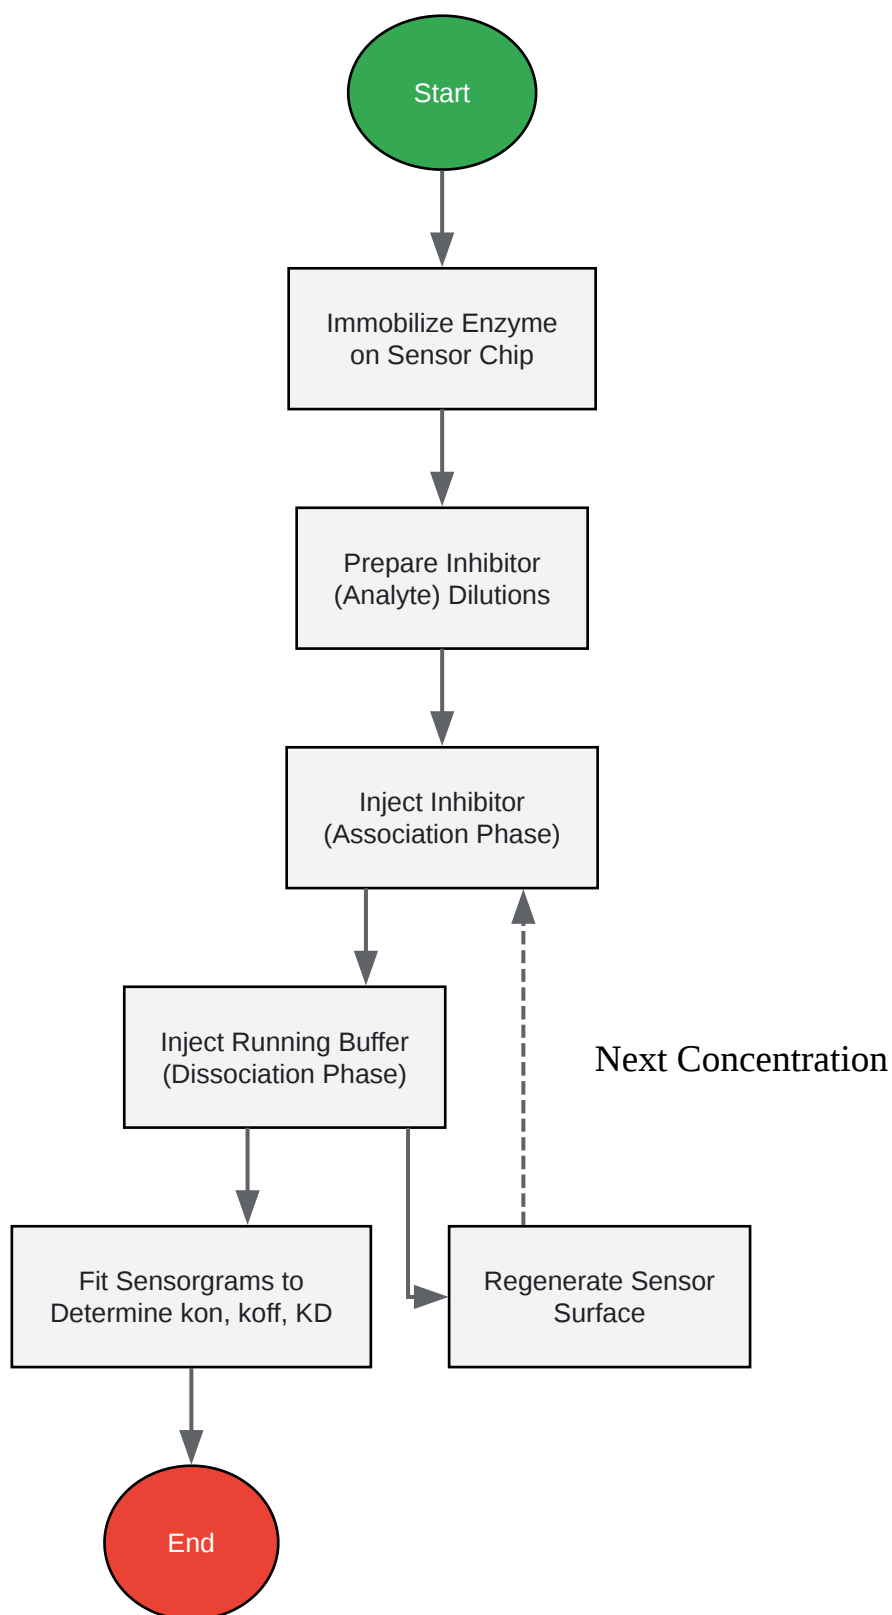 Start
Immobilize Enzyme
on Sensor Chip
Prepare Inhibitor
(Analyte) Dilutions
Inject Inhibitor
(Association Phase)
Inject Running Buffer
(Dissociation Phase)
Next Concentration
Fit Sensorgrams to
Determine kon, koff, KD
Regenerate Sensor
Surface
End